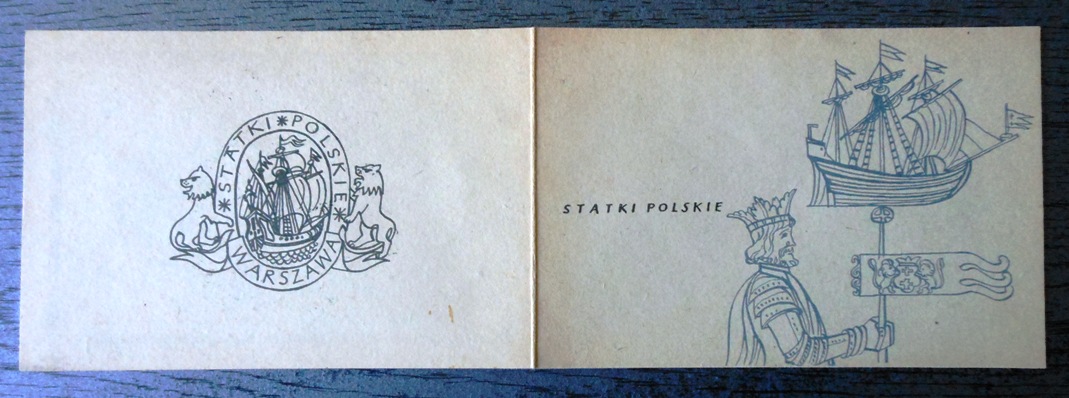 STATKI * POLSKIE
* WARSZAWA *
STATKI POLSKIE